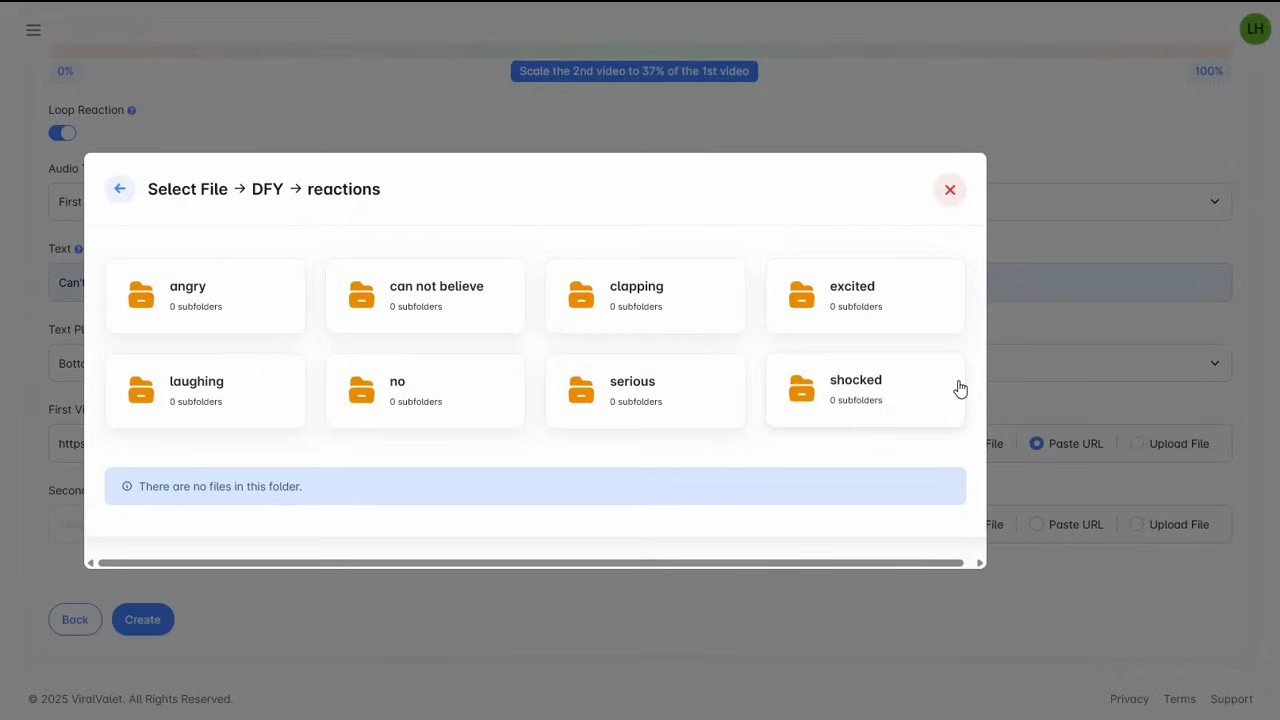 LH
0%
Scale the 2nd video to 37% of the 1st video
100%
Loop Reaction
Audio
First
Text
Can't
Text Pl
Botto
First Vi
https
File
Paste URL
Upload File
Secon
File
Paste URL
Upload File
Select File → DFY → reactions
angry
0 subfolders
can not believe
0 subfolders
clapping
0 subfolders
excited
0 subfolders
laughing
0 subfolders
no
0 subfolders
serious
0 subfolders
shocked
0 subfolders
There are no files in this folder.
Back
Create
© 2025 ViralValet. All Rights Reserved.
Privacy
Terms
Support